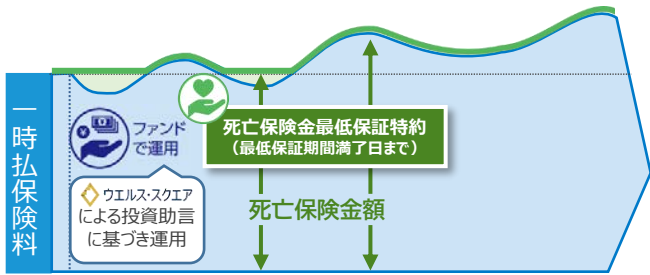 一時払保険料
¥
ファンド
で運用
ウエルス・スクエア
による投資助言
に基づき運用
死亡保険金最低保証特約
(最低保証期間満了日まで)
死亡保険金額